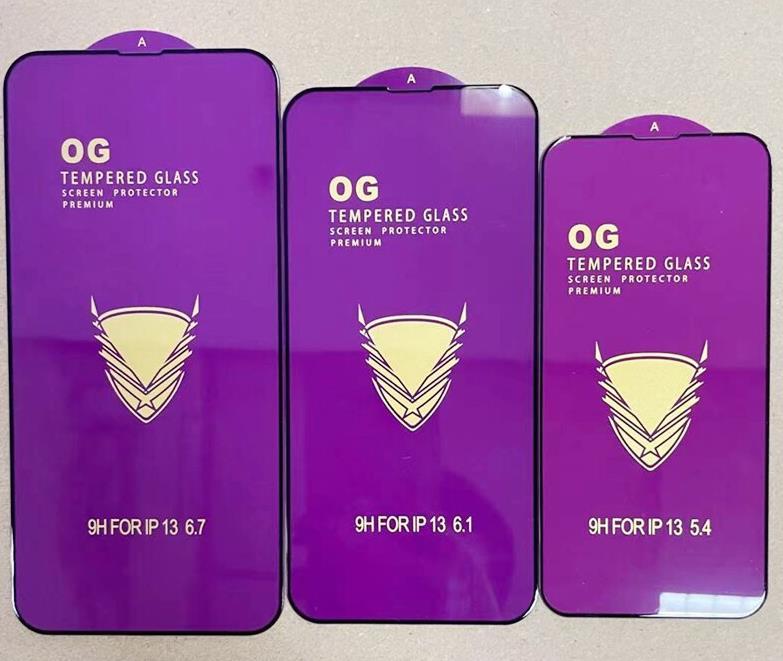 A
OG
TEMPERED GLASS
SCREEN PROTECTOR
PREMIUM
9H FOR IP 13 6.7
A
OG
TEMPERED GLASS
SCREEN PROTECTOR
PREMIUM
9H FOR IP 13 6.1
A
OG
TEMPERED GLASS
SCREEN PROTECTOR
PREMIUM
9H FOR IP 13 5.4